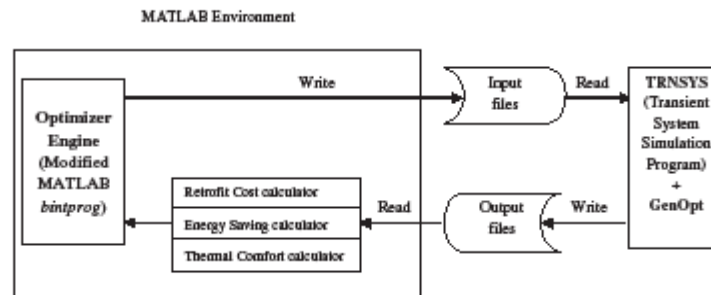 MATLAB Environment
Optimizer
Engine
(Modified
MATLAB
bintprog)
Write
Input
files
Read
TRNSYS
(Transient
System
Simulation
Program)
+
GenOpt
Retrofit Cost calculator
Energy Saving calculator
Thermal Comfort calculator
Read
Output
files
Write